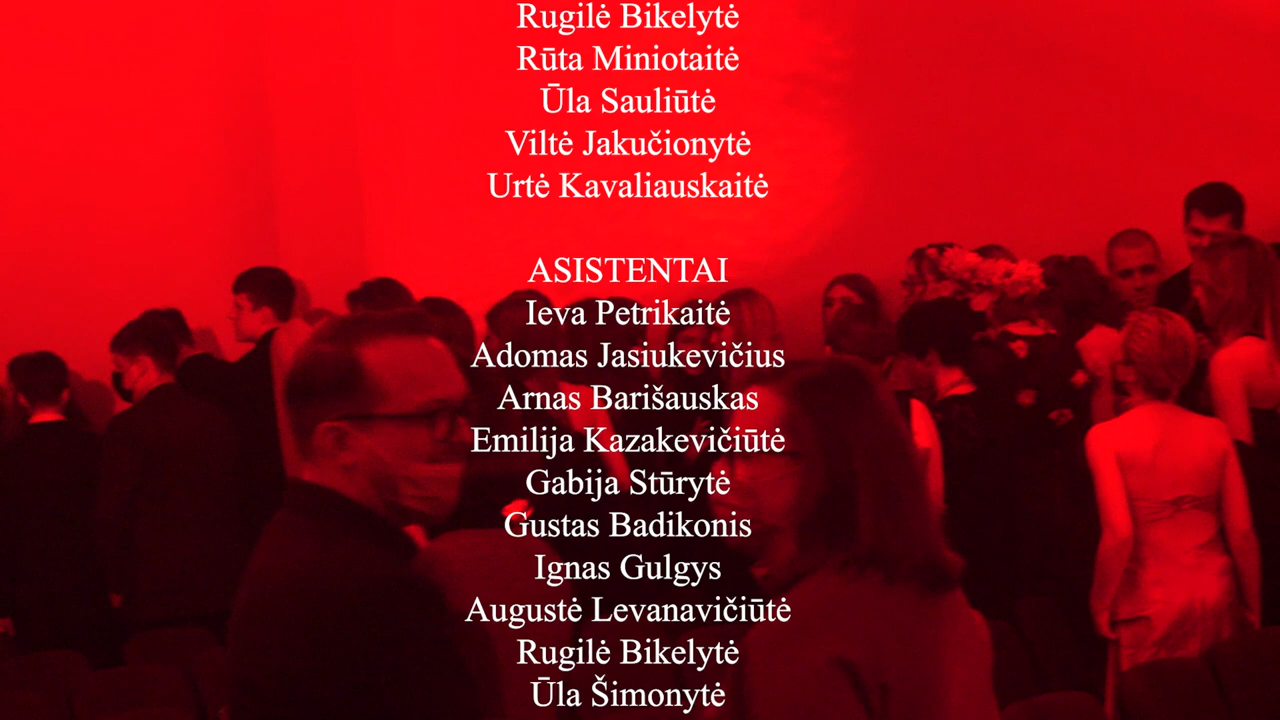 Rugilė Bikelytė
Rūta Miniotaitė
Ūla Sauliūtė
Viltė Jakučionytė
Urtė Kavaliauskaitė
ASISTENTAI
Ieva Petrikaitė
Adomas Jasiukevičius
Arnas Barišauskas
Emilija Kazakevičiūtė
Gabija Stūrytė
Gustas Badikonis
Ignas Gulgys
Augustė Levanavičiūtė
Rugilė Bikelytė
Ūla Šimonytė